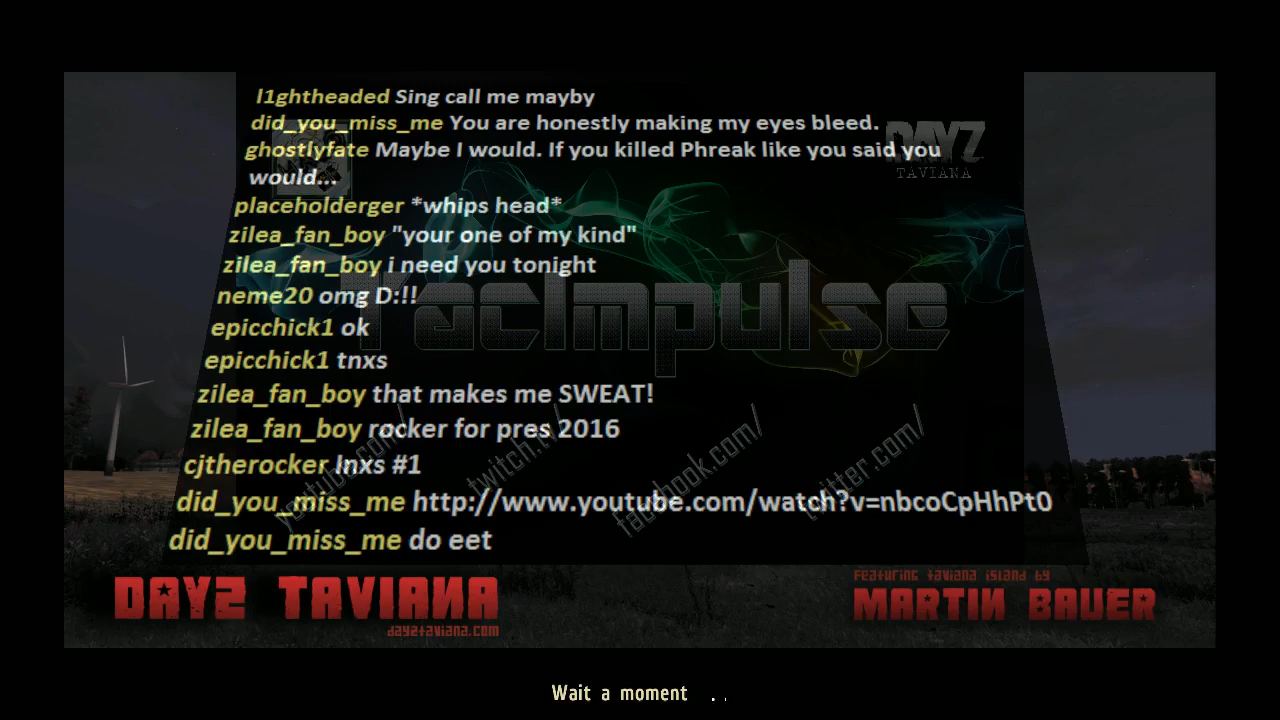 l1ghtheaded Sing call me mayby
did_you_miss_me You are honestly making my eyes bleed.
ghostlyfate Maybe I would. If you killed Phreak like you said you
would...
DAYZ
TAVIANA
placeholderger *whips head*
zilea_fan_boy "your one of my kind"
zilea_fan_boy i need you tonight
neme20 omg D:!!
TacImpulse
epicchick1 ok
epicchick1 tnxs
zilea_fan_boy that makes me SWEAT!
zilea_fan_boy rocker for pres 2016
cjtherocker Inxs #1
youtube.com/
twitch.tv/
facebook.com/
twitter.com/
did_you_miss_me http://www.youtube.com/watch?v=nbcoCpHhPt0
did_you_miss_me do eet
DAYZ TAVIANA
dayztaviana.com
Featuring taviana island by
MARTIN BAUER
Wait a moment ..